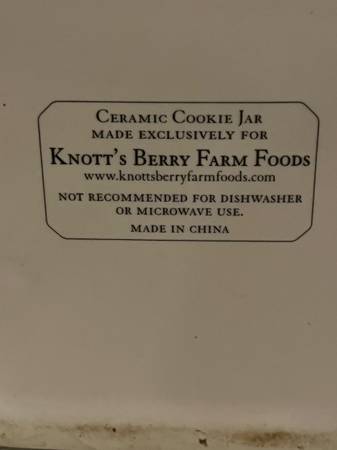 CERAMIC COOKIE JAR
MADE EXCLUSIVELY FOR
KNOTT'S BERRY FARM FOODS
www.knottsberryfarmfoods.com
NOT RECOMMENDED FOR DISHWASHER
OR MICROWAVE USE.
MADE IN CHINA